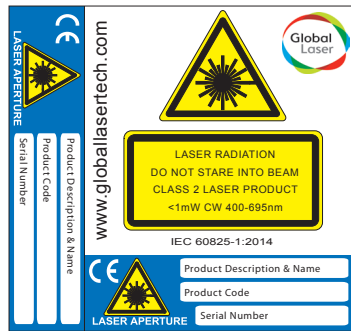 CE
LASER APERTURE
Product Description & Name
Product Code
Serial Number
www.globallasertech.com
Global
Laser
LASER RADIATION
DO NOT STARE INTO BEAM
CLASS 2 LASER PRODUCT
<1mW CW 400-695nm
IEC 60825-1:2014
CE
LASER APERTURE
Product Description & Name
Product Code
Serial Number